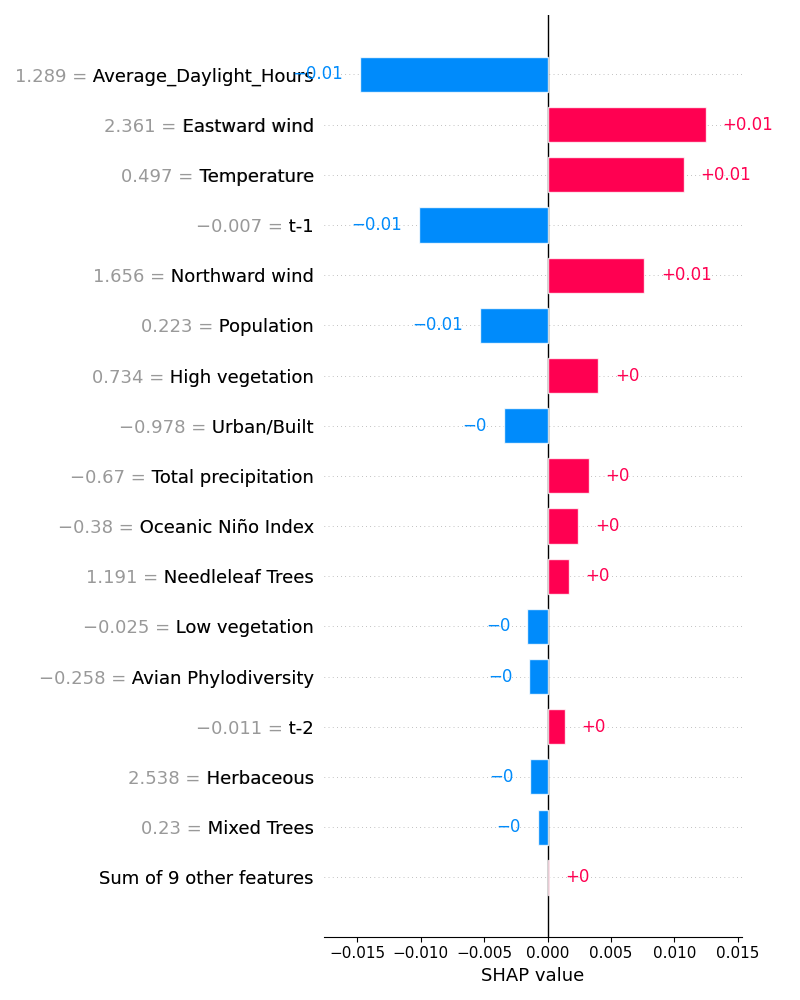 1.289 = Average_Daylight_Hours −0.01
2.361 = Eastward wind +0.01
0.497 = Temperature +0.01
−0.007 = t-1 −0.01
1.656 = Northward wind +0.01
0.223 = Population −0.01
0.734 = High vegetation +0
−0.978 = Urban/Built −0
−0.67 = Total precipitation +0
−0.38 = Oceanic Niño Index +0
1.191 = Needleleaf Trees +0
−0.025 = Low vegetation −0
−0.258 = Avian Phylodiversity −0
−0.011 = t-2 +0
2.538 = Herbaceous −0
0.23 = Mixed Trees −0
Sum of 9 other features +0
−0.015 −0.010 −0.005 0.000 0.005 0.010 0.015
SHAP value